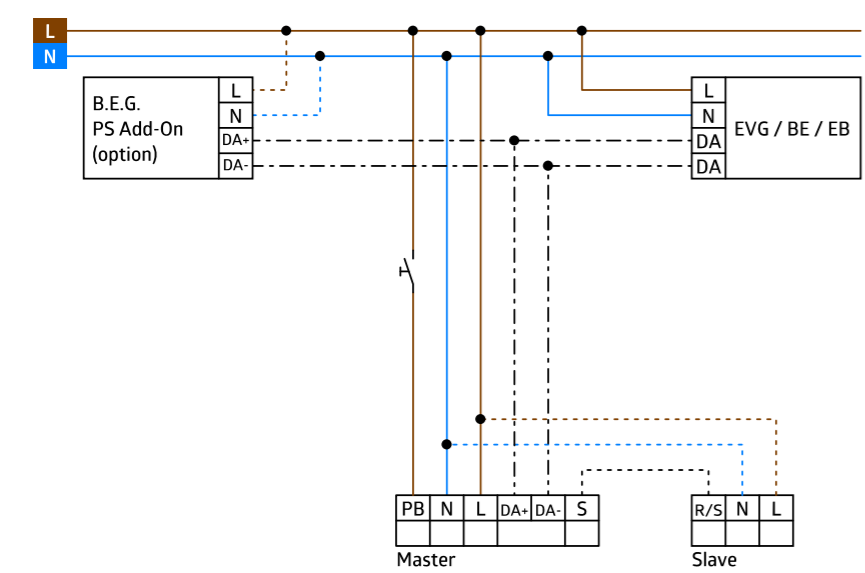 L
N
B.E.G.
PS Add-On
(option)
L
N
DA+
DA-
L
N
DA
DA
EVG / BE / EB
PB N L DA+ DA- S
Master
R/S N L
Slave